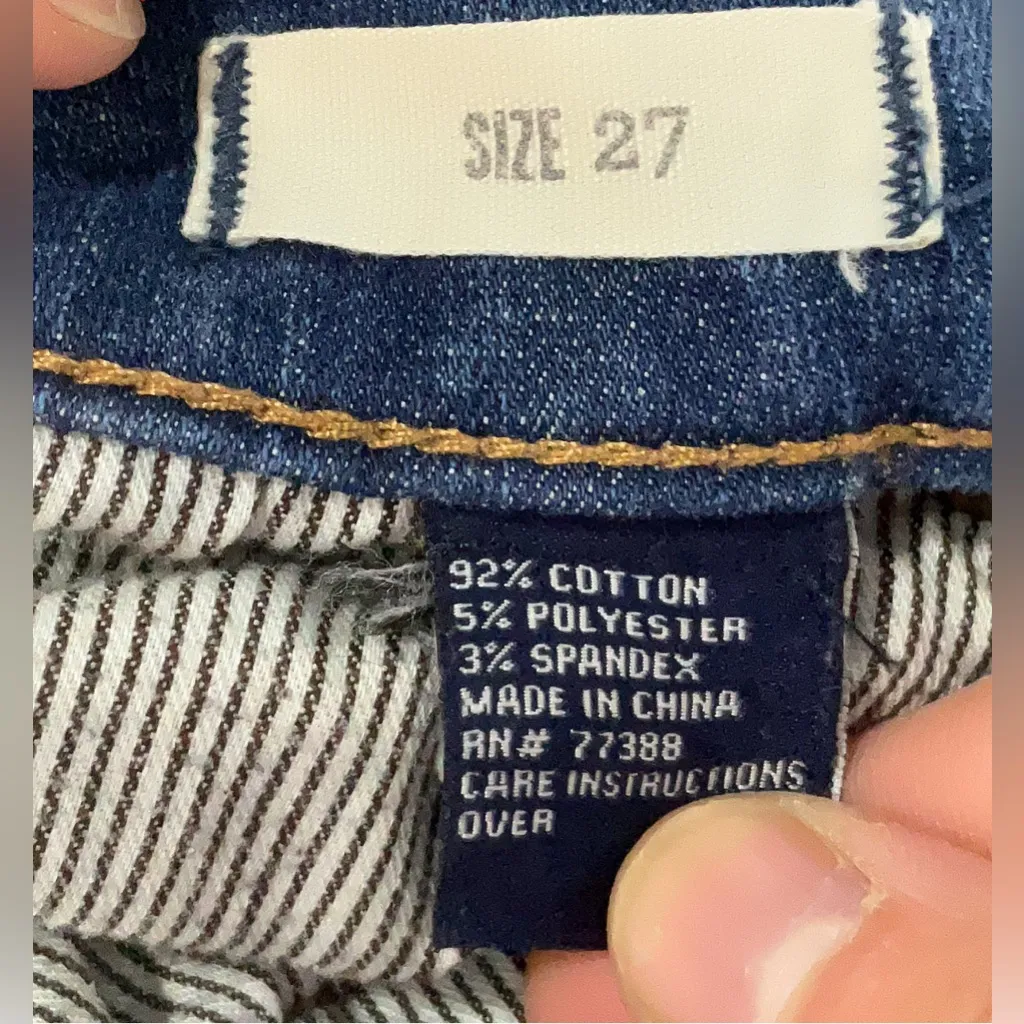 SIZE 27
92% COTTON
5% POLYESTER
3% SPANDEX
MADE IN CHINA
RN# 77388
CARE INSTRUCTIONS
OVER